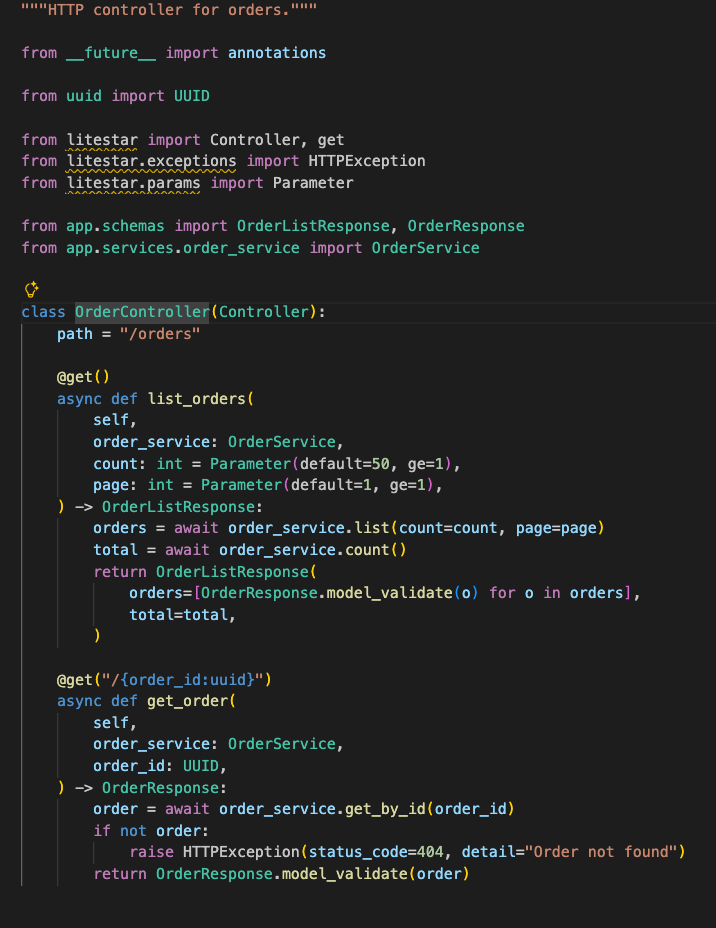 """HTTP controller for orders."""
from __future__ import annotations
from uuid import UUID
from litestar import Controller, get
from litestar.exceptions import HTTPException
from litestar.params import Parameter
from app.schemas import OrderListResponse, OrderResponse
from app.services.order_service import OrderService
class OrderController(Controller):
    path = "/orders"
    @get()
    async def list_orders(
        self,
        order_service: OrderService,
        count: int = Parameter(default=50, ge=1),
        page: int = Parameter(default=1, ge=1),
    ) -> OrderListResponse:
        orders = await order_service.list(count=count, page=page)
        total = await order_service.count()
        return OrderListResponse(
            orders=[OrderResponse.model_validate(o) for o in orders],
            total=total,
        )
    @get("/{order_id:uuid}")
    async def get_order(
        self,
        order_service: OrderService,
        order_id: UUID,
    ) -> OrderResponse:
        order = await order_service.get_by_id(order_id)
        if not order:
            raise HTTPException(status_code=404, detail="Order not found")
        return OrderResponse.model_validate(order)